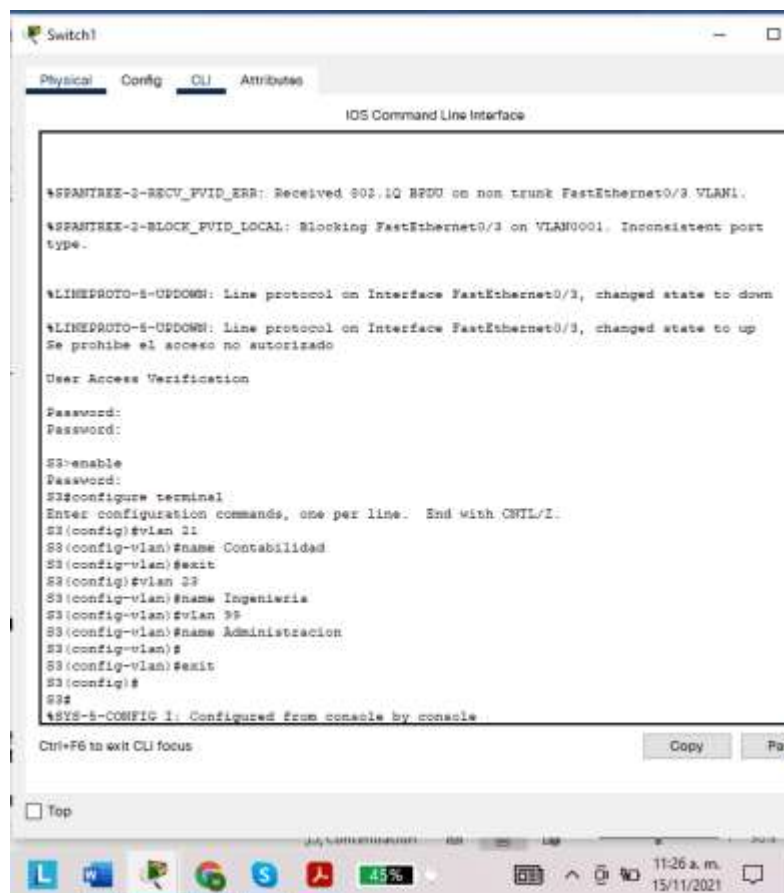 Switch1
Physical Config CLI Attributes
IOS Command Line Interface
%SPANTREE-2-RECV_PVID_ERR: Received 802.1Q BPDU on non trunk FastEthernet0/3 VLAN1.
%SPANTREE-2-BLOCK_PVID_LOCAL: Blocking FastEthernet0/3 on VLAN0001. Inconsistent port
type.
%LINEPROTO-5-UPDOWN: Line protocol on Interface FastEthernet0/3, changed state to down
%LINEPROTO-5-UPDOWN: Line protocol on Interface FastEthernet0/3, changed state to up
Se prohibe el acceso no autorizado
User Access Verification
Password:
Password:
S3>enable
Password:
S3#configure terminal
Enter configuration commands, one per line. End with CNTL/Z.
S3(config)#vlan 21
S3(config-vlan)#name Contabilidad
S3(config-vlan)#exit
S3(config)#vlan 23
S3(config-vlan)#name Ingenieria
S3(config-vlan)#vlan 99
S3(config-vlan)#name Administracion
S3(config-vlan)#
S3(config-vlan)#exit
S3(config)#
S3#
%SYS-5-CONFIG_I: Configured from console by console
Ctrl+F6 to exit CLI focus
Copy
Pa
Top
45%
11:26 a. m.
15/11/2021